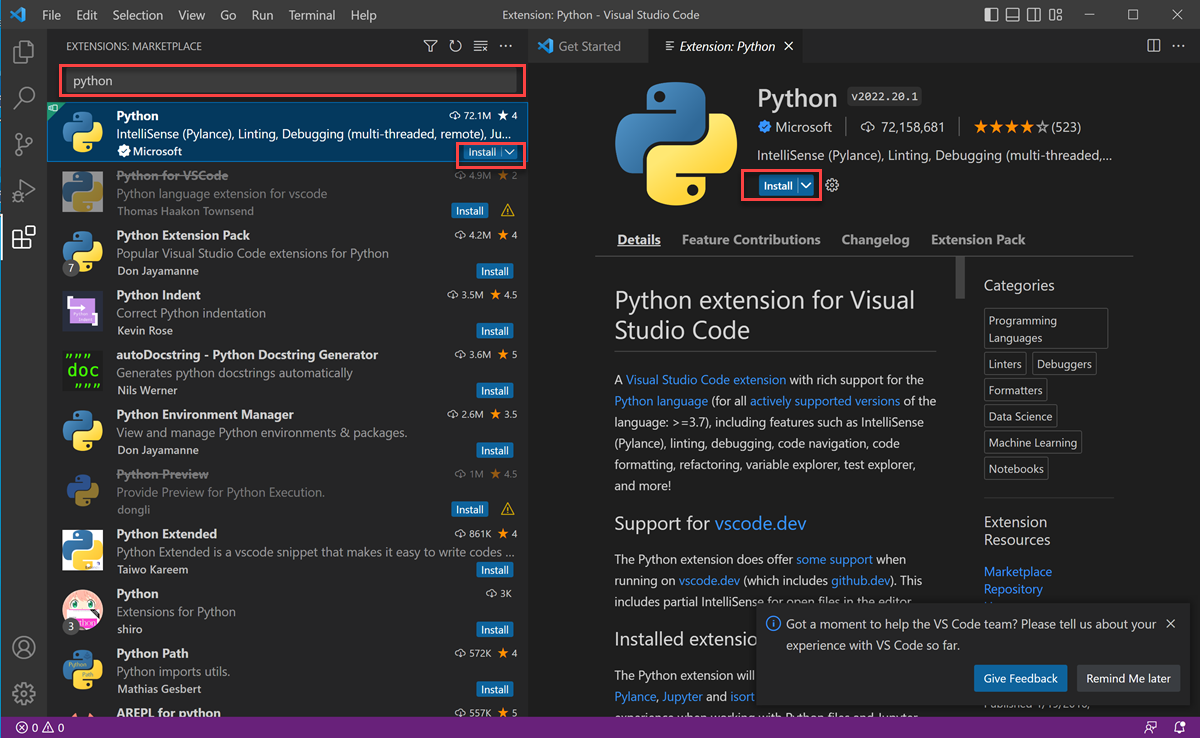 File Edit Selection View Go Run Terminal Help
Extension: Python - Visual Studio Code
EXTENSIONS: MARKETPLACE
python
Python 72.1M ★ 4
IntelliSense (Pylance), Linting, Debugging (multi-threaded, remote), Ju...
Microsoft Install
Python for VSCode 4.9M ★ 2
Python language extension for vscode
Thomas Haakon Townsend Install
Python Extension Pack 4.2M ★ 4
Popular Visual Studio Code extensions for Python
7 Don Jayamanne Install
Python Indent 3.5M ★ 4.5
Correct Python indentation
Kevin Rose Install
autoDocstring - Python Docstring Generator 3.6M ★ 5
""" doc """
Generates python docstrings automatically
Nils Werner Install
Python Environment Manager 2.6M ★ 3.5
View and manage Python environments & packages.
Don Jayamanne Install
Python Preview 1M ★ 4.5
Provide Preview for Python Execution.
dongli Install
Python Extended 861K ★ 4
Python Extended is a vscode snippet that makes it easy to write codes ...
Taiwo Kareem Install
Python 3K
Extensions for Python
3 shiro Install
Python Path 572K ★ 4
Python imports utils.
Mathias Gesbert Install
AREPL for python 557K ★ 5
Get Started
Extension: Python
Python v2022.20.1
Microsoft | 72,158,681 | ★★★★☆(523)
IntelliSense (Pylance), Linting, Debugging (multi-threaded,...
Install
Details Feature Contributions Changelog Extension Pack
Python extension for Visual
Studio Code
A Visual Studio Code extension with rich support for the
Python language (for all actively supported versions of the
language: >=3.7), including features such as IntelliSense
(Pylance), linting, debugging, code navigation, code
formatting, refactoring, variable explorer, test explorer,
and more!
Support for vscode.dev
The Python extension does offer some support when
running on vscode.dev (which includes github.dev). This
includes partial IntelliSense for open files in the editor.
Installed extensio
The Python extension will
Pylance, Jupyter and isort
experience when working with Python files and Jupyter
Categories
Programming
Languages
Linters Debuggers
Formatters
Data Science
Machine Learning
Notebooks
Extension
Resources
Marketplace
Repository
Got a moment to help the VS Code team? Please tell us about your
experience with VS Code so far.
Give Feedback Remind Me later
0 0